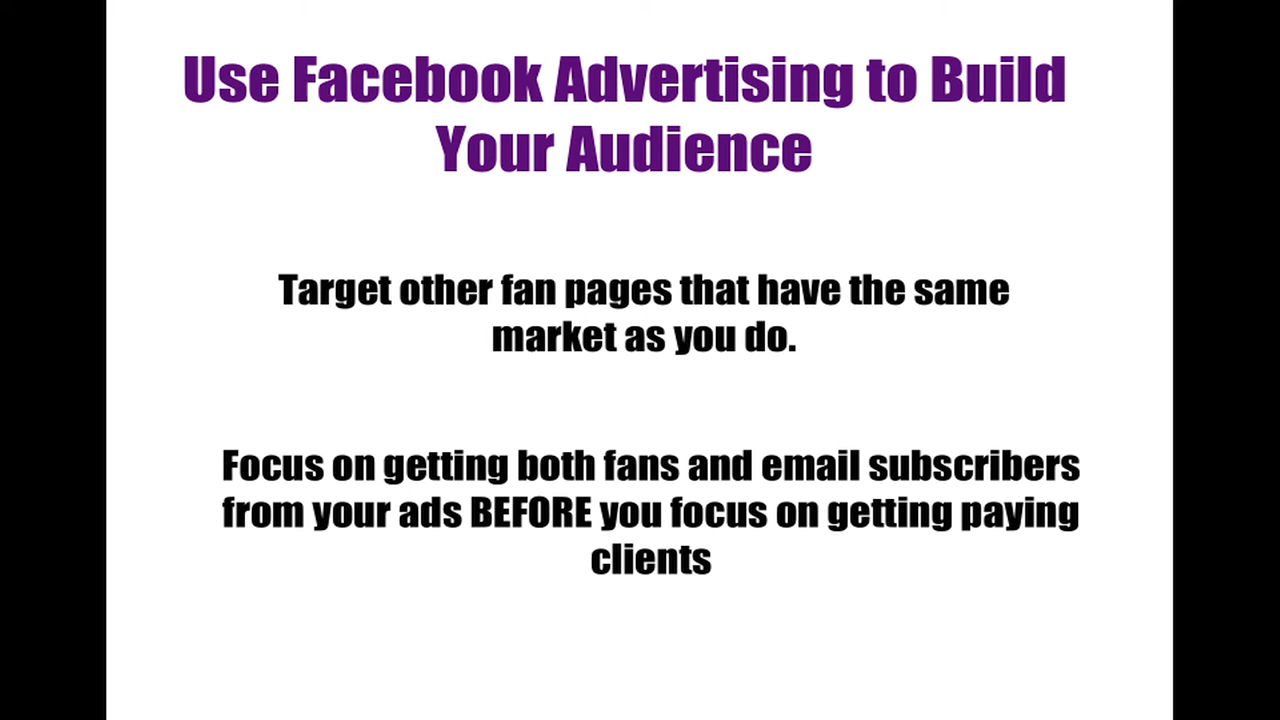 Use Facebook Advertising to Build
Your Audience
Target other fan pages that have the same
market as you do.
Focus on getting both fans and email subscribers
from your ads BEFORE you focus on getting paying
clients